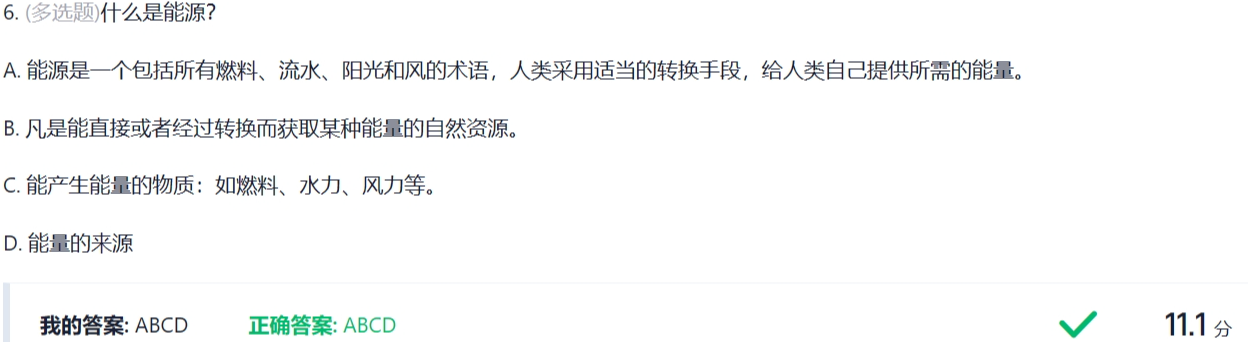 6. (多选题)什么是能源?
A. 能源是一个包括所有燃料、流水、阳光和风的术语，人类采用适当的转换手段，给人类自己提供所需的能量。
B. 凡是能直接或者经过转换而获取某种能量的自然资源。
C. 能产生能量的物质：如燃料、水力、风力等。
D. 能量的来源
我的答案: ABCD 正确答案: ABCD 11.1 分